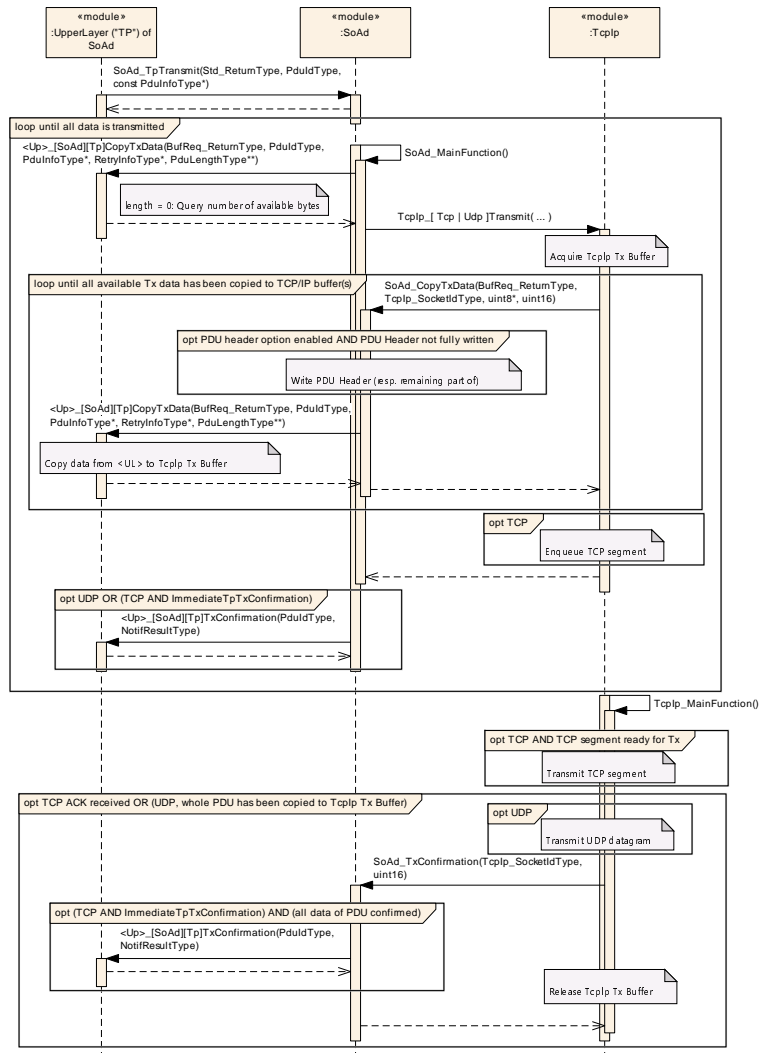 «module»
:UpperLayer ("TP") of
SoAd
«module»
:SoAd
«module»
:TcpIp
SoAd_TpTransmit(Std_ReturnType, PduIdType,
const PduInfoType*)
loop until all data is transmitted
<Up>_[SoAd][Tp]CopyTxData(BufReq_ReturnType, PduIdType,
PduInfoType*, RetryInfoType*, PduLengthType**)
SoAd_MainFunction()
length = 0: Query number of available bytes
TcpIp_[ Tcp | Udp ]Transmit( ... )
Acquire TcpIp Tx Buffer
loop until all available Tx data has been copied to TCP/IP buffer(s)
SoAd_CopyTxData(BufReq_ReturnType,
TcpIp_SocketIdType, uint8*, uint16)
opt PDU header option enabled AND PDU Header not fully written
Write PDU Header (resp. remaining part of)
<Up>_[SoAd][Tp]CopyTxData(BufReq_ReturnType, PduIdType,
PduInfoType*, RetryInfoType*, PduLengthType**)
Copy data from <UL> to TcpIp Tx Buffer
opt TCP
Enqueue TCP segment
opt UDP OR (TCP AND ImmediateTpTxConfirmation)
<Up>_[SoAd][Tp]TxConfirmation(PduIdType,
NotifResultType)
TcpIp_MainFunction()
opt TCP AND TCP segment ready for Tx
Transmit TCP segment
opt TCP ACK received OR (UDP, whole PDU has been copied to TcpIp Tx Buffer)
opt UDP
Transmit UDP datagram
SoAd_TxConfirmation(TcpIp_SocketIdType,
uint16)
opt (TCP AND ImmediateTpTxConfirmation) AND (all data of PDU confirmed)
<Up>_[SoAd][Tp]TxConfirmation(PduIdType,
NotifResultType)
Release TcpIp Tx Buffer